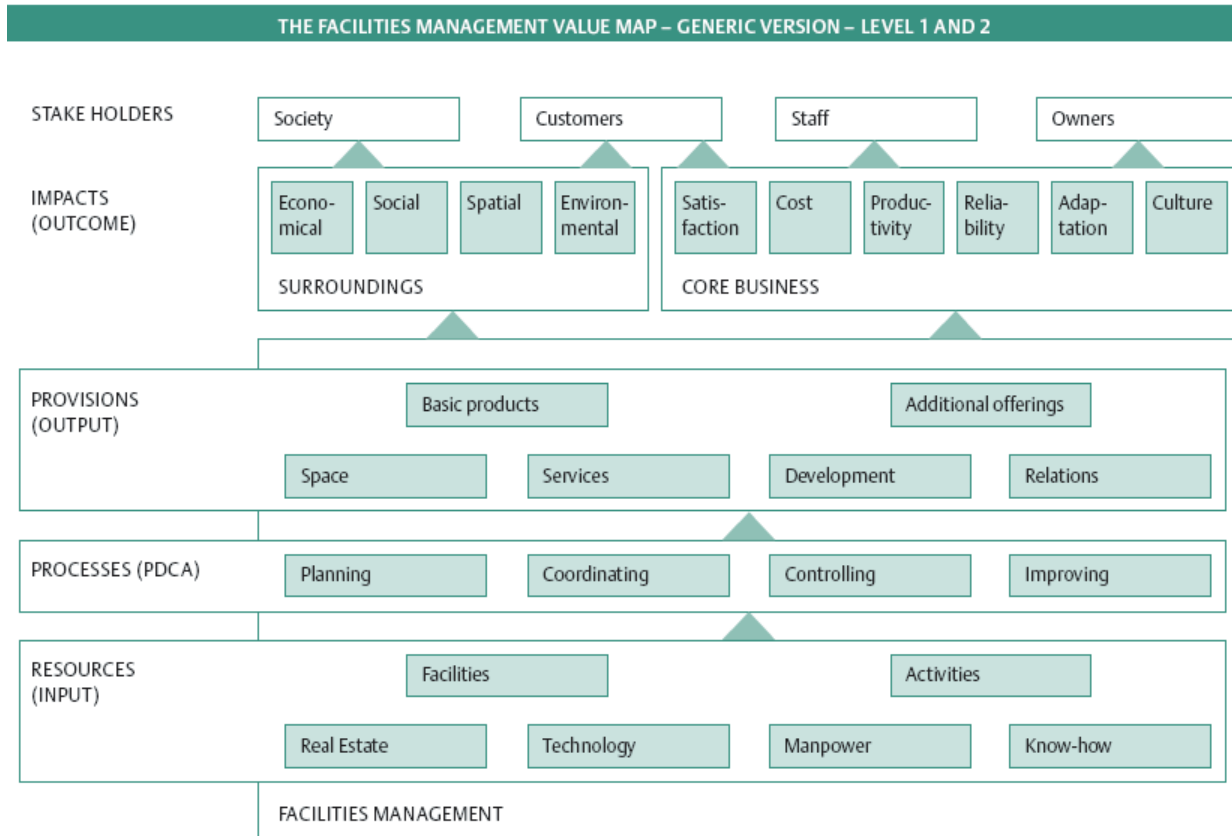 THE FACILITIES MANAGEMENT VALUE MAP – GENERIC VERSION – LEVEL 1 AND 2
STAKE HOLDERS
Society
Customers
Staff
Owners
IMPACTS
(OUTCOME)
Econo-
mical
Social
Spatial
Environ-
mental
Satis-
faction
Cost
Produc-
tivity
Relia-
bility
Adap-
tation
Culture
SURROUNDINGS
CORE BUSINESS
PROVISIONS
(OUTPUT)
Basic products
Additional offerings
Space
Services
Development
Relations
PROCESSES (PDCA)
Planning
Coordinating
Controlling
Improving
RESOURCES
(INPUT)
Facilities
Activities
Real Estate
Technology
Manpower
Know-how
FACILITIES MANAGEMENT